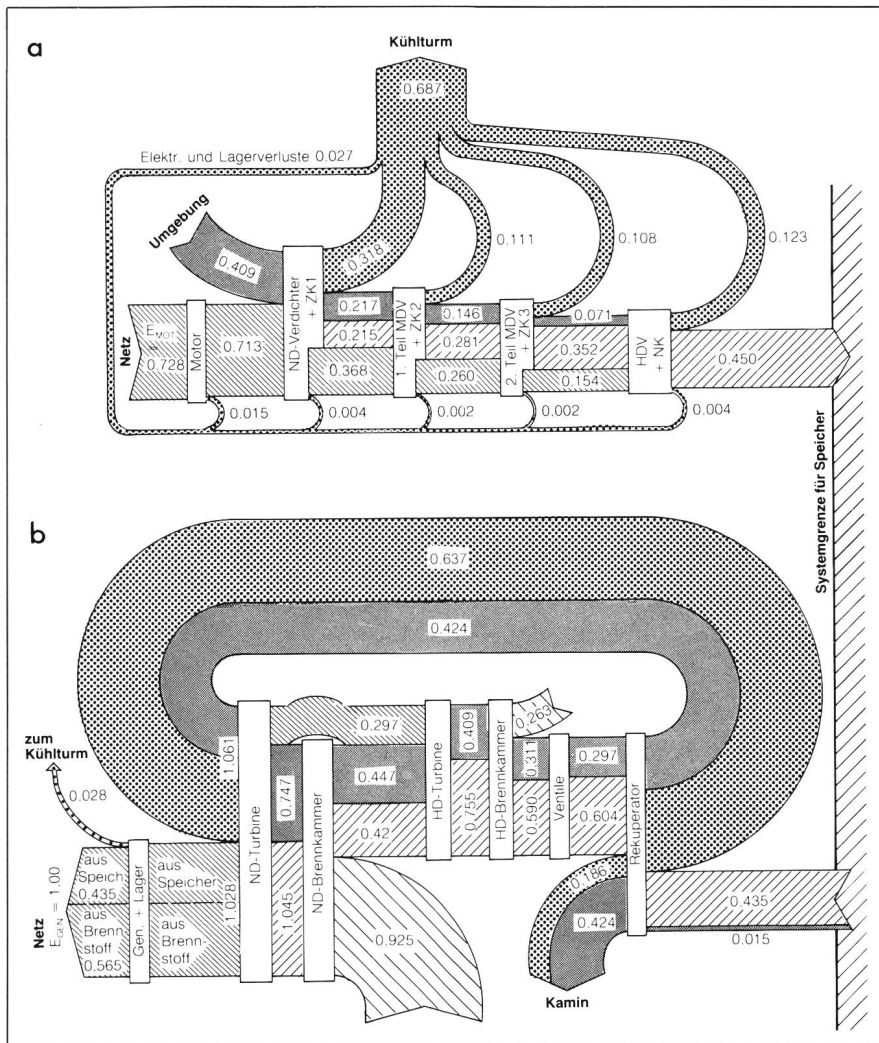 a
Kühlturm
0.687
Elektr. und Lagerverluste 0.027
Umgebung
0.409
0.318
0.111
0.108
0.123
Netz
E_MOT =
0.728
Motor
0.713
ND-Verdichter
+ ZK1
0.217
0.215
0.368
1. Teil MDV
+ ZK2
0.146
0.281
0.260
2. Teil MDV
+ ZK3
0.071
0.352
0.154
HDV
+ NK
0.450
0.015
0.004
0.002
0.002
0.004
Systemgrenze für Speicher
b
0.637
0.424
zum
Kühlturm
0.028
1.061
0.297
0.409
0.263
0.747
0.447
0.311
0.297
ND-Turbine
ND-Brennkammer
HD-Turbine
HD-Brennkammer
Ventile
Rekuperator
0.42
0.755
0.590
0.604
Netz
E_GEN = 1.00
aus
Speich.
0.435
aus
Brenn-
stoff
0.565
Gen. + Lager
aus
Speicher
aus
Brenn-
stoff
1.028
1.045
0.925
0.186
0.424
0.435
0.015
Kamin